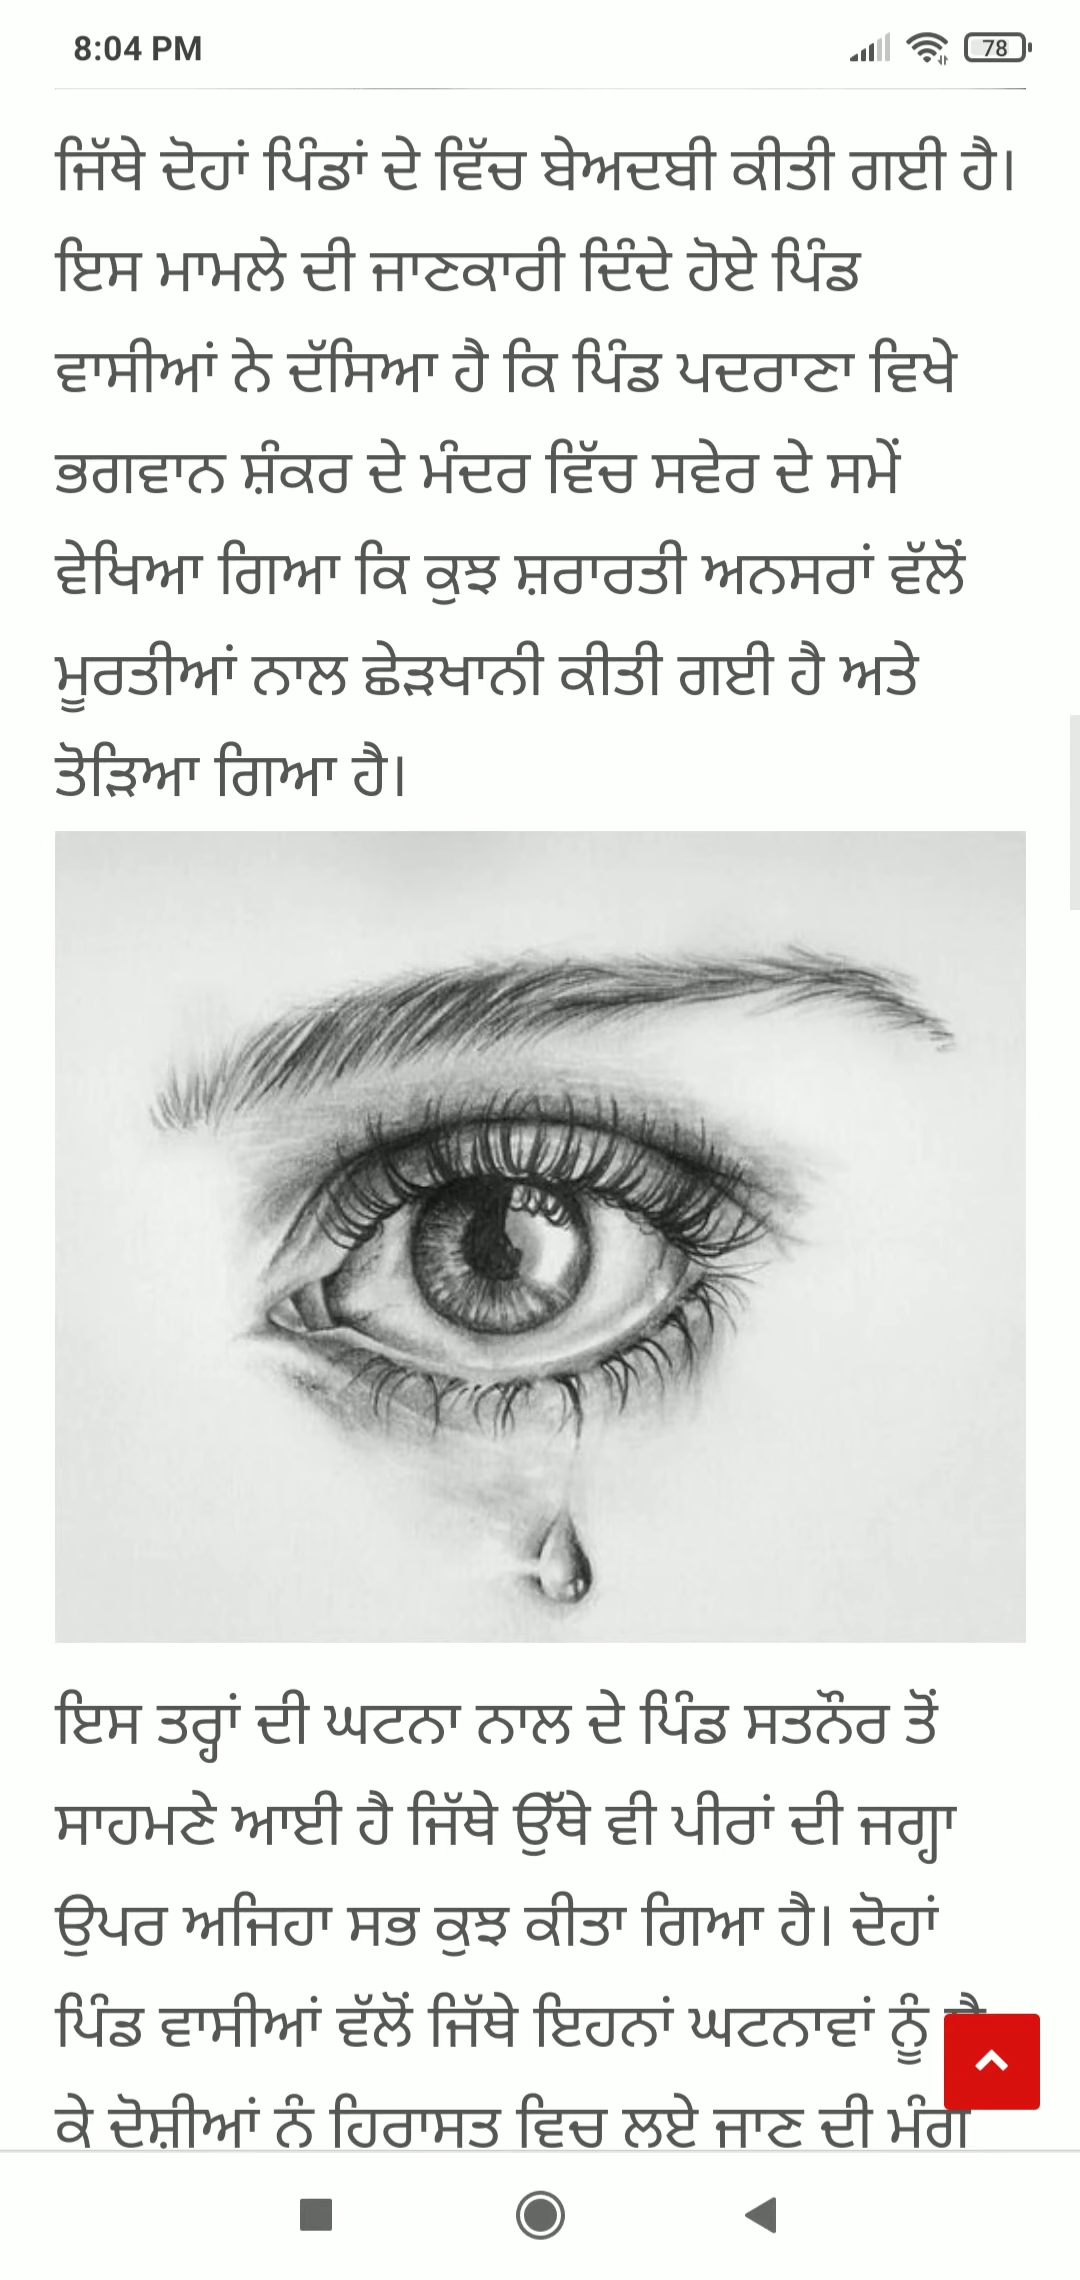 8:04 PM
78
ਜਿੱਥੇ ਦੋਹਾਂ ਪਿੰਡਾਂ ਦੇ ਵਿੱਚ ਬੇਅਦਬੀ ਕੀਤੀ ਗਈ ਹੈ।
ਇਸ ਮਾਮਲੇ ਦੀ ਜਾਣਕਾਰੀ ਦਿੰਦੇ ਹੋਏ ਪਿੰਡ
ਵਾਸੀਆਂ ਨੇ ਦੱਸਿਆ ਹੈ ਕਿ ਪਿੰਡ ਪਦਰਾਣਾ ਵਿਖੇ
ਭਗਵਾਨ ਸ਼ੰਕਰ ਦੇ ਮੰਦਰ ਵਿੱਚ ਸਵੇਰ ਦੇ ਸਮੇਂ
ਵੇਖਿਆ ਗਿਆ ਕਿ ਕੁਝ ਸ਼ਰਾਰਤੀ ਅਨਸਰਾਂ ਵੱਲੋਂ
ਮੂਰਤੀਆਂ ਨਾਲ ਛੇੜਖਾਨੀ ਕੀਤੀ ਗਈ ਹੈ ਅਤੇ
ਤੋੜਿਆ ਗਿਆ ਹੈ।
ਇਸ ਤਰ੍ਹਾਂ ਦੀ ਘਟਨਾ ਨਾਲ ਦੇ ਪਿੰਡ ਸਤਨੌਰ ਤੋਂ
ਸਾਹਮਣੇ ਆਈ ਹੈ ਜਿੱਥੇ ਉੱਥੇ ਵੀ ਪੀਰਾਂ ਦੀ ਜਗ੍ਹਾ
ਉਪਰ ਅਜਿਹਾ ਸਭ ਕੁਝ ਕੀਤਾ ਗਿਆ ਹੈ। ਦੋਹਾਂ
ਪਿੰਡ ਵਾਸੀਆਂ ਵੱਲੋਂ ਜਿੱਥੇ ਇਹਨਾਂ ਘਟਨਾਵਾਂ ਨੂੰ
ਕੇ ਦੋਸ਼ੀਆਂ ਹਿਰਾਸਤ ਵਿਚ ਲਏ ਜਾਣ ਦੀ ਮੰਗ